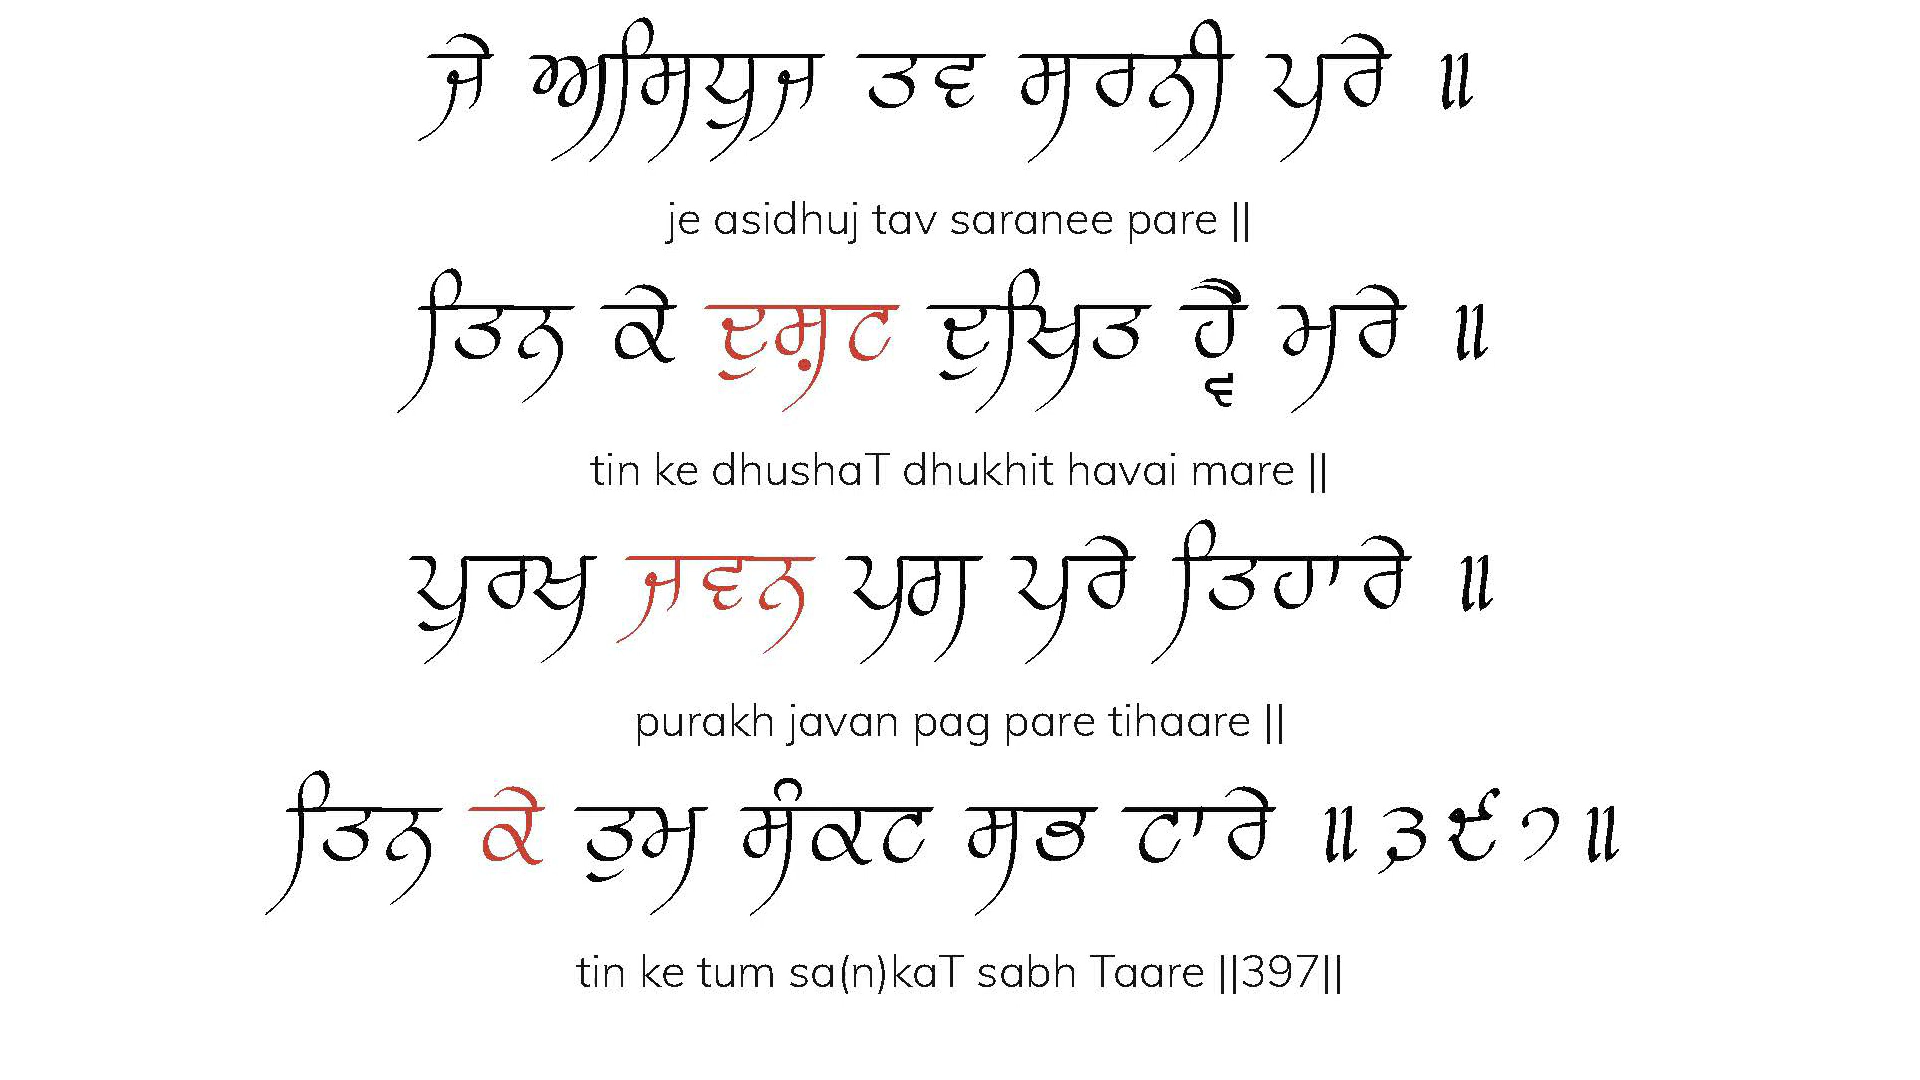 ਜੇ ਅਸਿਧੁਜ ਤਵ ਸਰਨੀ ਪਰੇ ॥
je asidhuj tav saranee pare ||
ਤਿਨ ਕੇ ਦੁਸ਼ਟ ਦੁਖਿਤ ਹ੍ਵੈ ਮਰੇ ॥
tin ke dhushaT dhukhit havai mare ||
ਪੁਰਖ ਜਵਨ ਪਗ ਪਰੇ ਤਿਹਾਰੇ ॥
purakh javan pag pare tihaare ||
ਤਿਨ ਕੇ ਤੁਮ ਸੰਕਟ ਸਭ ਟਾਰੇ ॥੩੯੭॥
tin ke tum sa(n)kaT sabh Taare ||397||